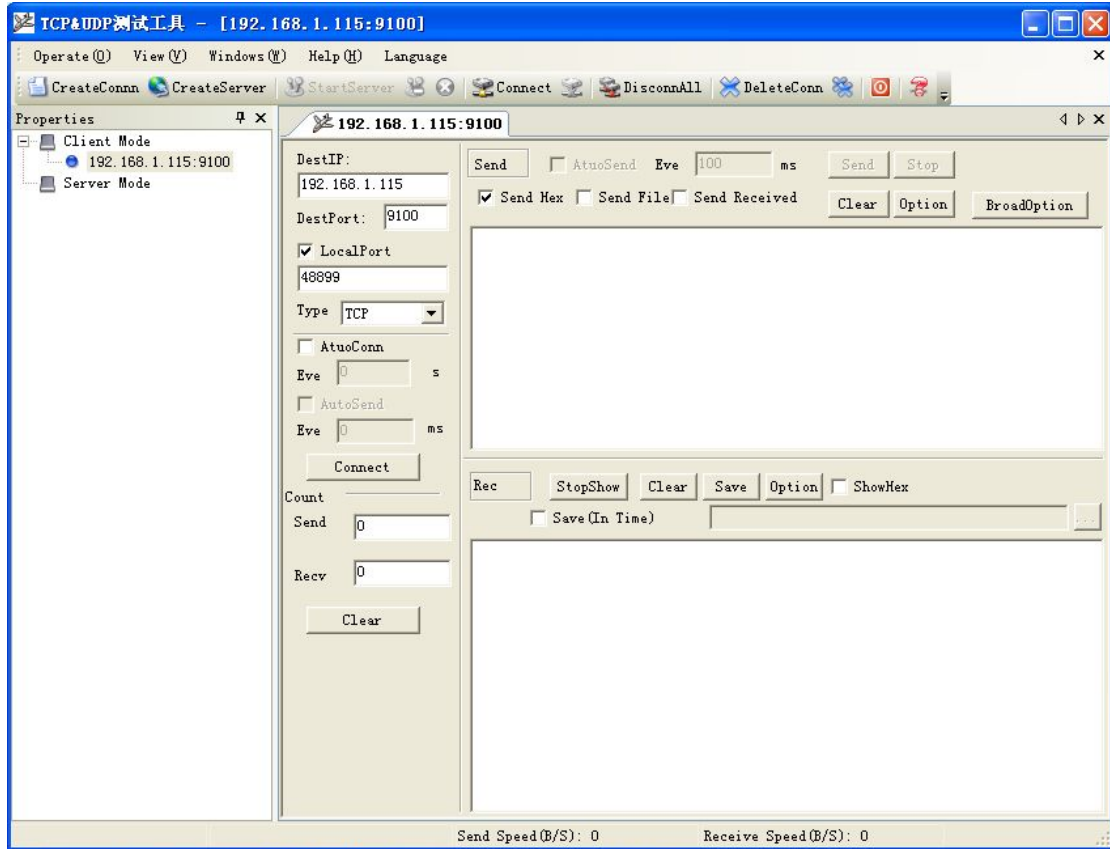 TCP&UDP测试工具 - [192.168.1.115:9100]
Operate(O) View(V) Windows(W) Help(H) Language
CreateConnn CreateServer StartServer Connect DisconnAll DeleteConn
Properties
Client Mode
192.168.1.115:9100
Server Mode
192.168.1.115:9100
DestIP:
192.168.1.115
DestPort: 9100
LocalPort
48899
Type TCP
AtuoConn
Eve 0 s
AutoSend
Eve 0 ms
Connect
Count
Send 0
Recv 0
Clear
Send AtuoSend Eve 100 ms Send Stop
Send Hex Send File Send Received Clear Option BroadOption
Rec StopShow Clear Save Option ShowHex
Save(In Time) ...
Send Speed(B/S): 0 Receive Speed(B/S): 0